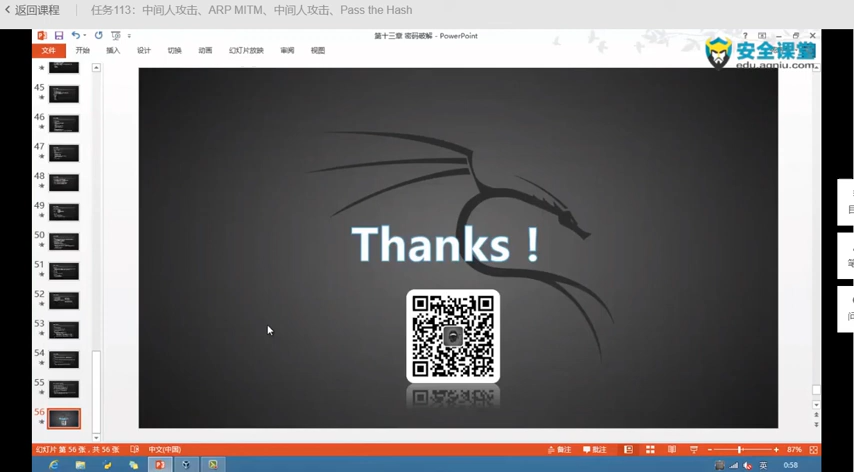 返回课程 任务113：中间人攻击、ARP MITM、中间人攻击、Pass the Hash
第十三章 密码破解 - PowerPoint
文件 开始 插入 设计 切换 动画 幻灯片放映 审阅 视图
安全课堂
edu.aqniu.com
45
46
47
48
49
50
51
52
53
54
55
56
Thanks！
目
笔
问
幻灯片 第 56 张，共 56 张 中文(中国) 备注 批注 87%
英 0:58